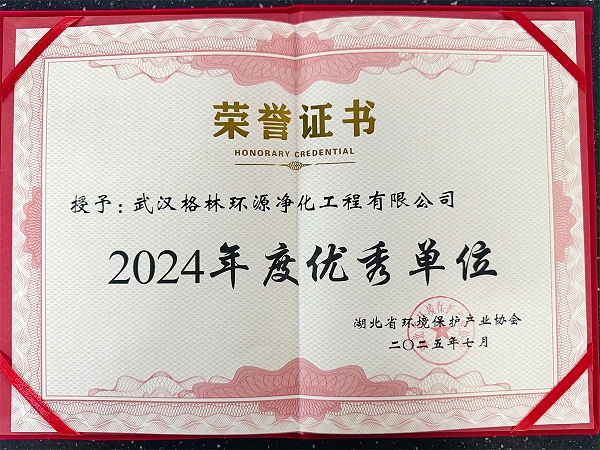 荣誉证书
HONORARY CREDENTIAL
授予：武汉格林环源净化工程有限公司
2024年度优秀单位
湖北省环境保护产业协会
二〇二五年七月